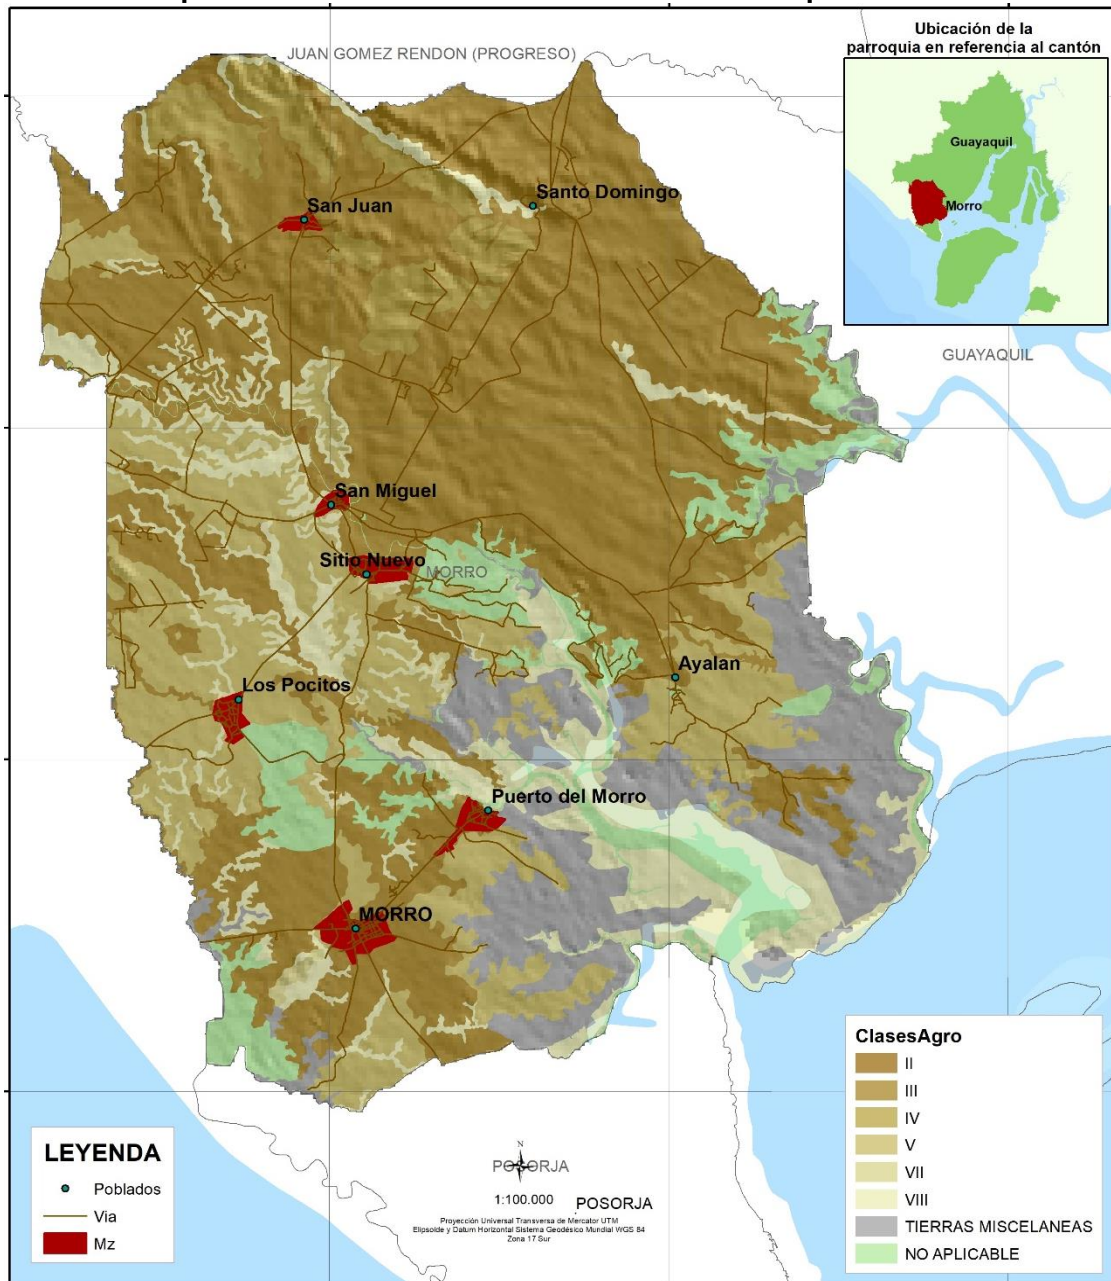 Ubicación de la
parroquia en referencia al cantón
JUAN GOMEZ RENDON (PROGRESO)
Guayaquil
Morro
San Juan
Santo Domingo
GUAYAQUIL
San Miguel
Sitio Nuevo
MORRO
Ayalan
Los Pocitos
Puerto del Morro
MORRO
LEYENDA
Poblados
Via
Mz
N
POSORJA
1:100.000
POSORJA
Proyección Universal Transversa de Mercator UTM
Elipsoide y Datum Horizontal Sistema Geodésico Mundial WGS 84
Zona 17 Sur
ClasesAgro
II
III
IV
V
VII
VIII
TIERRAS MISCELANEAS
NO APLICABLE